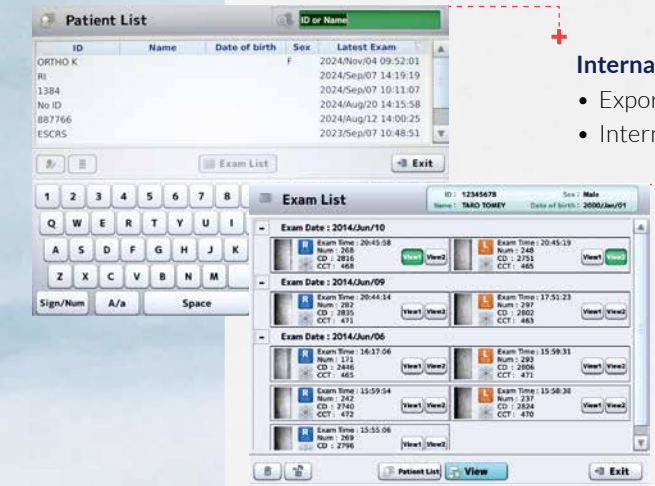 Patient List
ID or Name
ID Name Date of birth Sex Latest Exam
ORTHO K F 2024/Nov/04 09:52:01
RI 2024/Sep/07 14:19:19
1384 2024/Sep/07 10:11:07
No ID 2024/Aug/20 14:15:58
887766 2024/Aug/12 14:00:25
ESCRS 2023/Sep/07 10:48:51
Exam List Exit
1 2 3 4 5 6 7 8
Q W E R T Y U I
A S D F G H J K
Z X C V B N M
Sign/Num A/a Space
Interna
• Expor
• Intern
Exam List
ID : 12345678 Sex : Male
Name : TARO TOMEY Date of birth : 2000/Jan/01
- Exam Date : 2014/Jun/10
R Exam Time : 20:45:58
Num : 268
CD : 2816
CCT : 468
View1 View2
L Exam Time : 20:45:19
Num : 248
CD : 2751
CCT : 465
View1 View2
- Exam Date : 2014/Jun/09
R Exam Time : 20:44:14
Num : 282
CD : 2835
CCT : 471
View1 View2
L Exam Time : 17:51:23
Num : 297
CD : 2802
CCT : 463
View1 View2
- Exam Date : 2014/Jun/06
R Exam Time : 16:17:06
Num : 171
CD : 2446
CCT : 465
View1 View2
L Exam Time : 15:59:31
Num : 293
CD : 2806
CCT : 471
View1 View2
R Exam Time : 15:59:54
Num : 242
CD : 2740
CCT : 472
View1 View2
L Exam Time : 15:58:38
Num : 237
CD : 2824
CCT : 470
View1 View2
R Exam Time : 15:55:06
Num : 269
CD : 2796
View1 View2
Patient List View Exit